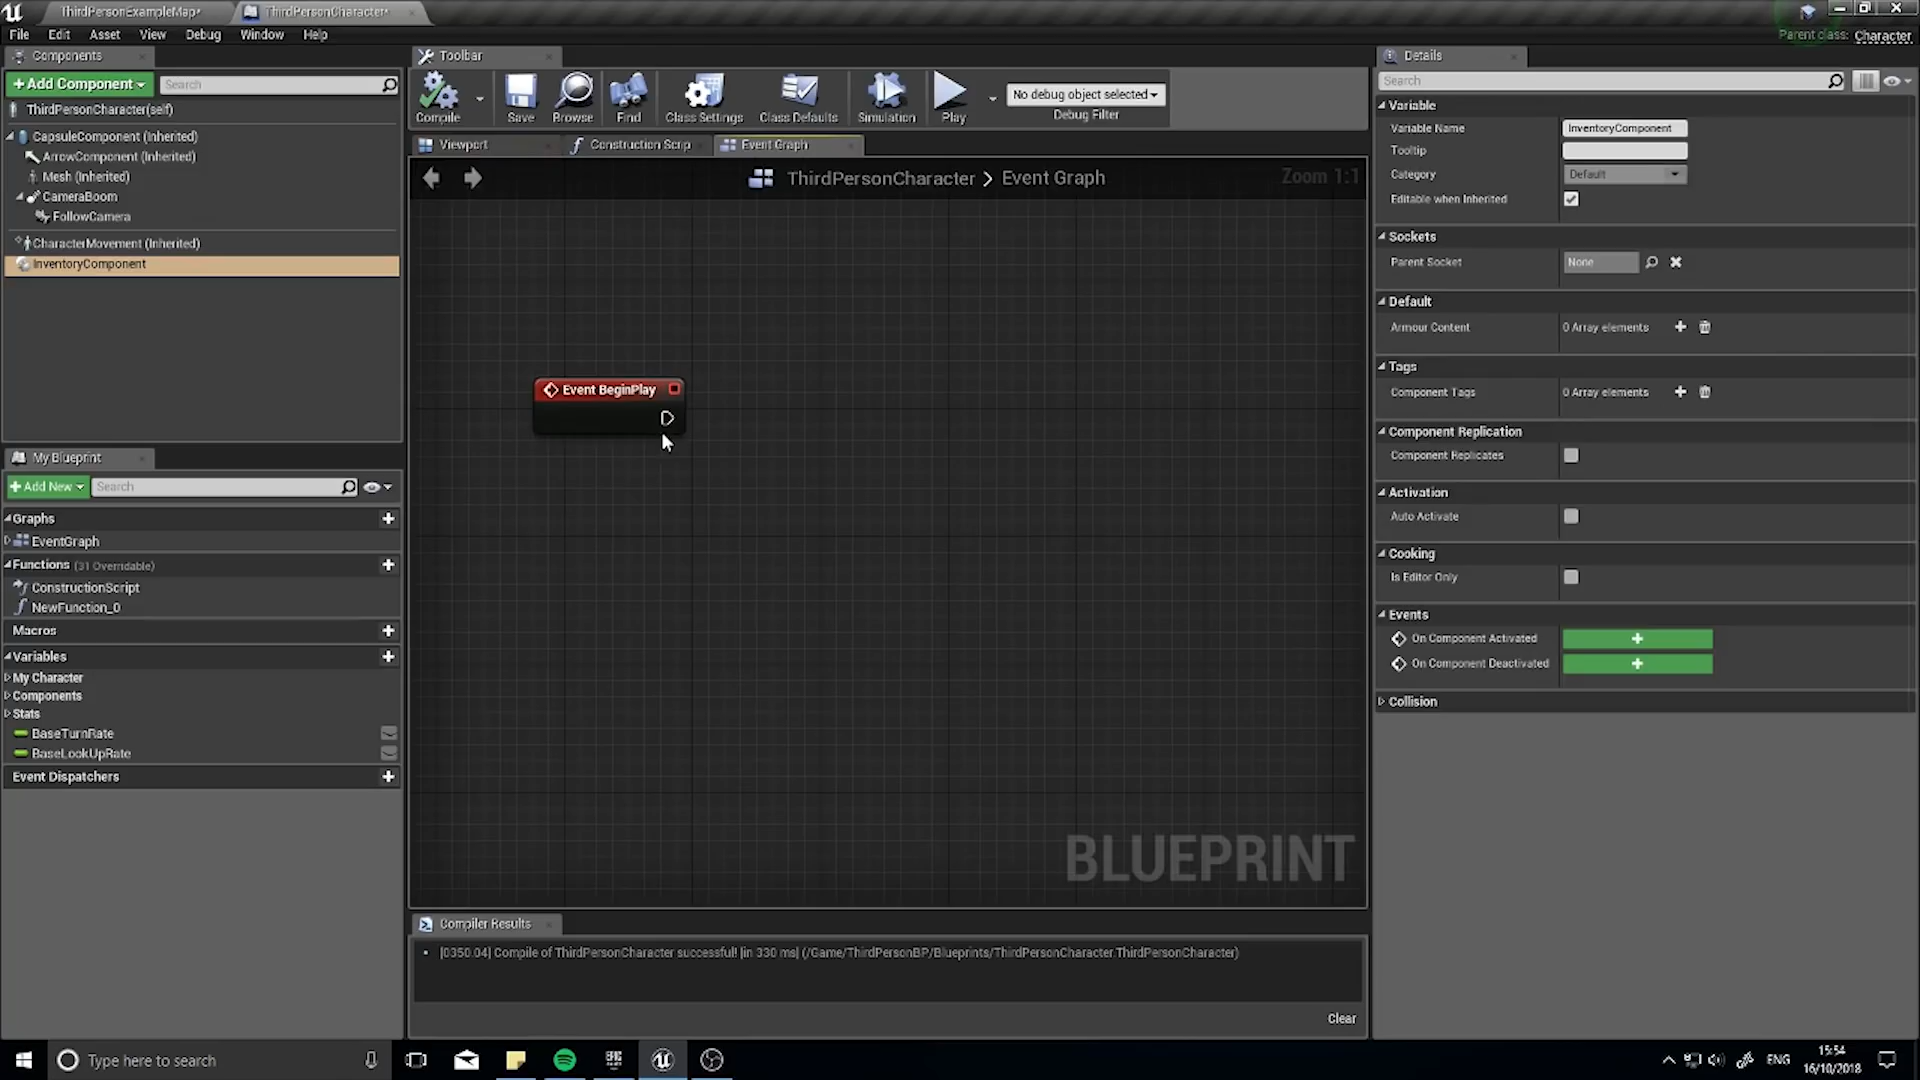 ThirdPersonExampleMap*
ThirdPersonCharacter*
File Edit Asset View Debug Window Help
Parent class: Character
Components
+ Add Component
Search
ThirdPersonCharacter(self)
CapsuleComponent (Inherited)
ArrowComponent (Inherited)
Mesh (Inherited)
CameraBoom
FollowCamera
CharacterMovement (Inherited)
InventoryComponent
My Blueprint
+ Add New
Search
Graphs
EventGraph
Functions (31 Overridable)
ConstructionScript
NewFunction_0
Macros
Variables
My Character
Components
Stats
BaseTurnRate
BaseLookUpRate
Event Dispatchers
Toolbar
Compile
Save
Browse
Find
Class Settings
Class Defaults
Simulation
Play
No debug object selected
Debug Filter
Viewport
Construction Scrip
Event Graph
ThirdPersonCharacter > Event Graph
Zoom 1:1
Event BeginPlay
BLUEPRINT
Compiler Results
[0350.04] Compile of ThirdPersonCharacter successful! [in 330 ms] (/Game/ThirdPersonBP/Blueprints/ThirdPersonCharacter.ThirdPersonCharacter)
Clear
Details
Search
Variable
Variable Name InventoryComponent
Tooltip
Category Default
Editable when Inherited
Sockets
Parent Socket None
Default
Armour Content 0 Array elements
Tags
Component Tags 0 Array elements
Component Replication
Component Replicates
Activation
Auto Activate
Cooking
Is Editor Only
Events
On Component Activated
On Component Deactivated
Collision
Type here to search
ENG
15:54
16/10/2018